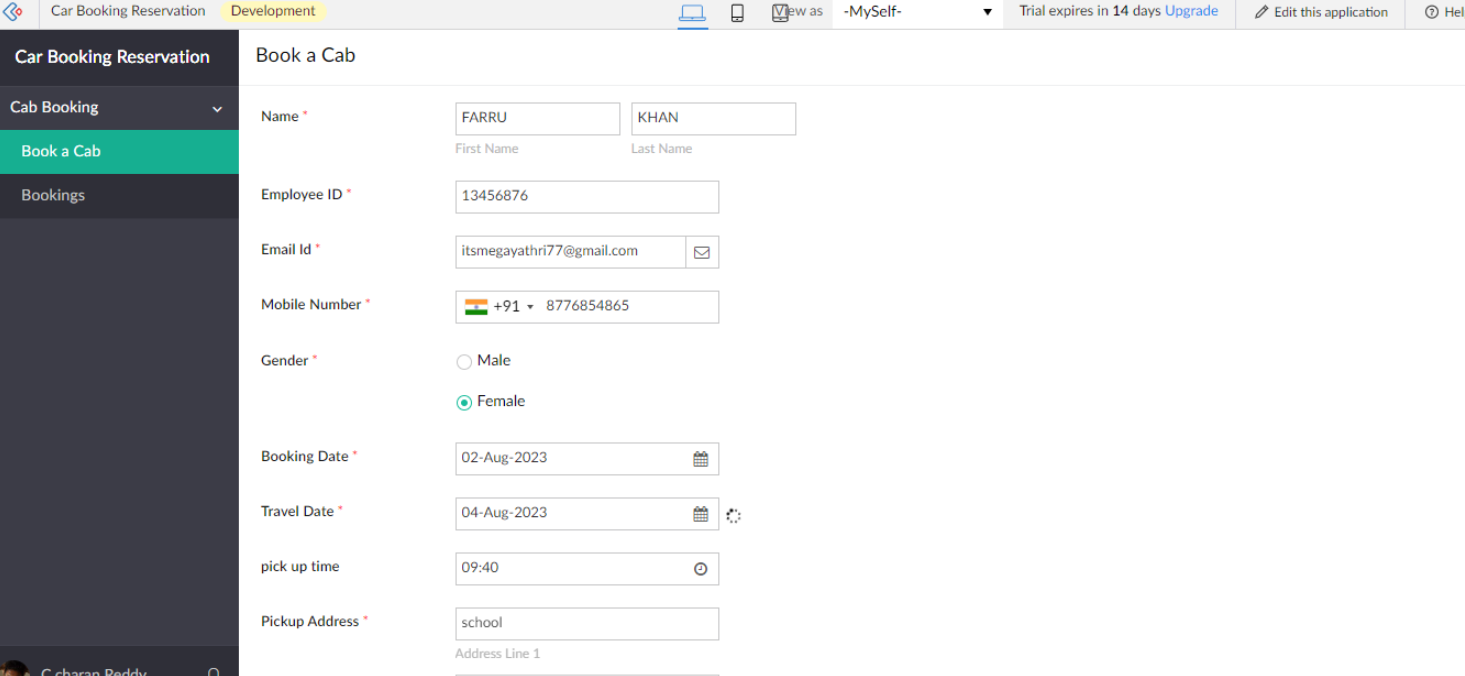 Car Booking Reservation Development View as -MySelf- Trial expires in 14 days Upgrade Edit this application
Car Booking Reservation
Cab Booking
Book a Cab
Bookings
C charan Reddy
Book a Cab
Name * FARRU KHAN
First Name Last Name
Employee ID * 13456876
Email Id * itsmegayathri77@gmail.com
Mobile Number * +91 8776854865
Gender * Male
Female
Booking Date * 02-Aug-2023
Travel Date * 04-Aug-2023
pick up time 09:40
Pickup Address * school
Address Line 1